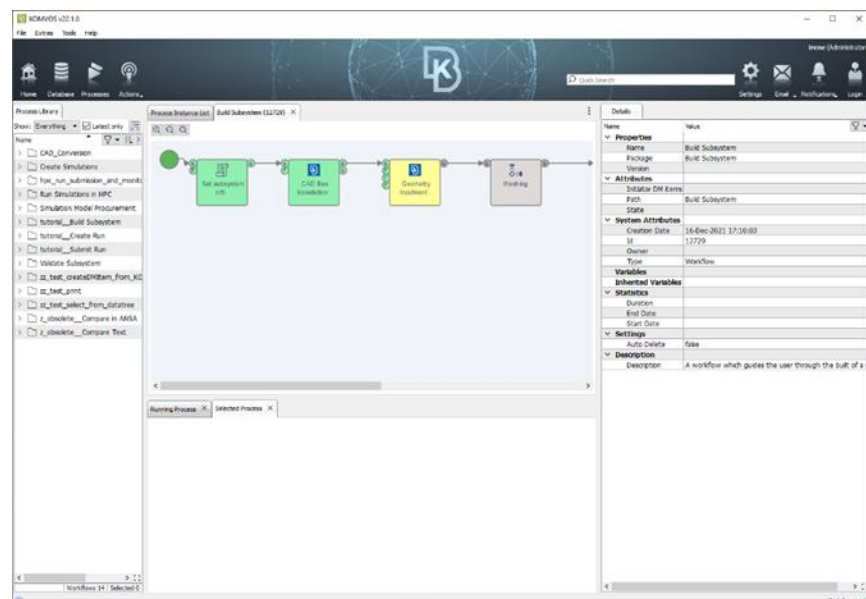 KOMVOS v22.1.0
File Extras Tools Help
Imone (Administrator
Home Database Processes Actions
Quick Search
Settings Email Notifications Login
Process Library
Show: Everything Latest only
Name
CAD_Conversion
Create Simulations
hpc_run_submission_and_monito
Run Simulations in HPC
Simulation Model Procurement
tutorial__Build Subsystem
tutorial__Create Run
tutorial__Submit Run
Validate Subsystem
zz_test_createDMItem_from_KO
zz_test_print
zz_test_select_from_datatree
z_obsolete__Compare in ANSA
z_obsolete__Compare Text
Workflows 14 Selected 0
Process Instance List Build Subsystem (12729)
Set subsystem info
CAD files translation
Geometry treatment
Meshing
Running Process Selected Process
Details
Name Value
Properties
Name Build Subsystem
Package Build Subsystem
Version
Attributes
Initiator DM Items
Path Build Subsystem
State
System Attributes
Creation Date 16-Dec-2021 17:10:03
Id 12729
Owner
Type Workflow
Variables
Inherited Variables
Statistics
Duration
End Date
Start Date
Settings
Auto Delete false
Description
Description A workflow which guides the user through the built of a